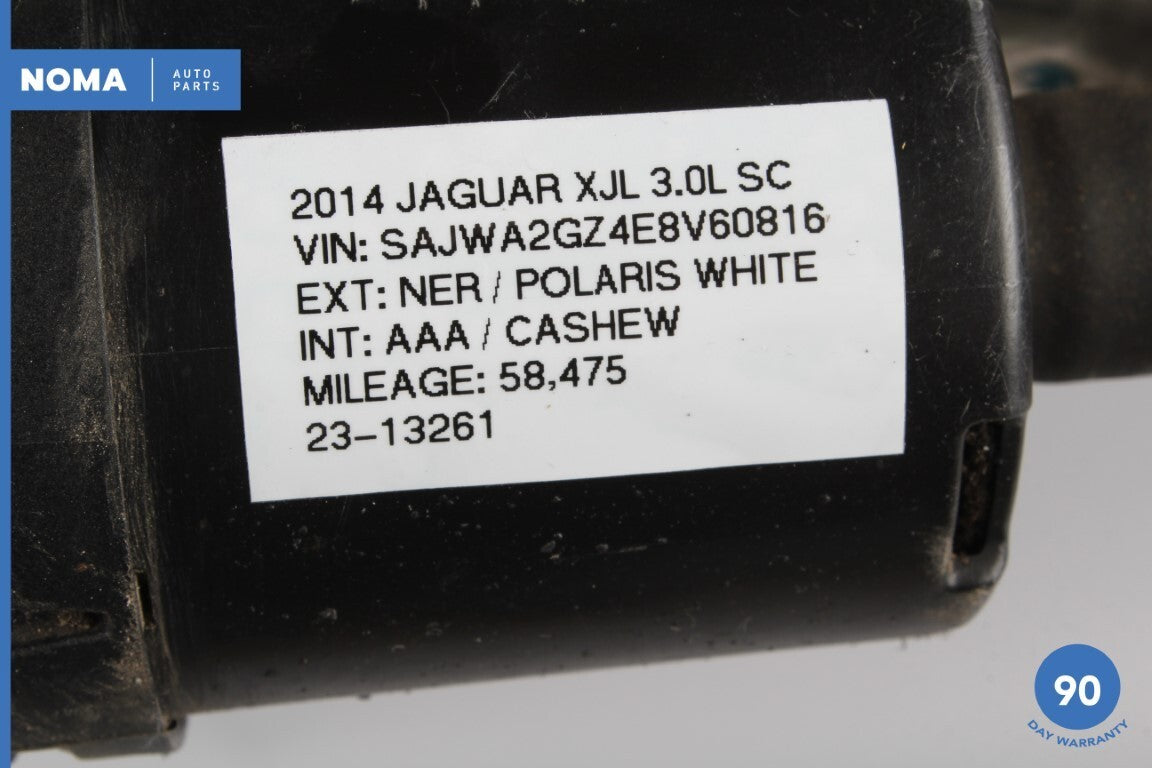 NOMA
AUTO
PARTS
2014 JAGUAR XJL 3.0L SC
VIN: SAJWA2GZ4E8V60816
EXT: NER / POLARIS WHITE
INT: AAA / CASHEW
MILEAGE: 58,475
23-13261
90
DAY WARRANTY